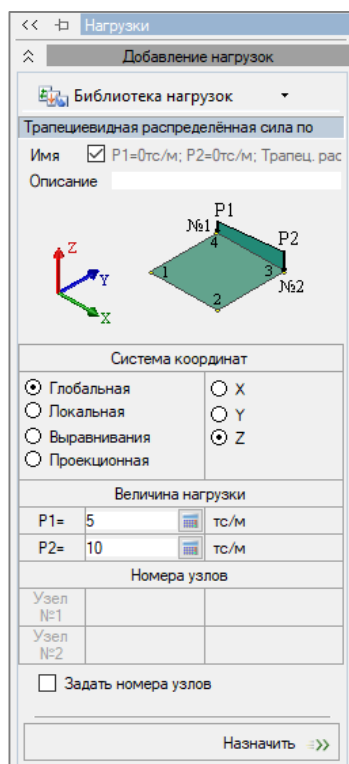 << Нагрузки
Добавление нагрузок
Библиотека нагрузок
Трапециевидная распределённая сила по
Имя P1=0тс/м; P2=0тс/м; Трапец. рас
Описание
P1
№1
P2
Z
4
Y
1
3
№2
X
2
Система координат
Глобальная X
Локальная Y
Выравнивания Z
Проекционная
Величина нагрузки
P1= 5 тс/м
P2= 10 тс/м
Номера узлов
Узел
№1
Узел
№2
Задать номера узлов
Назначить